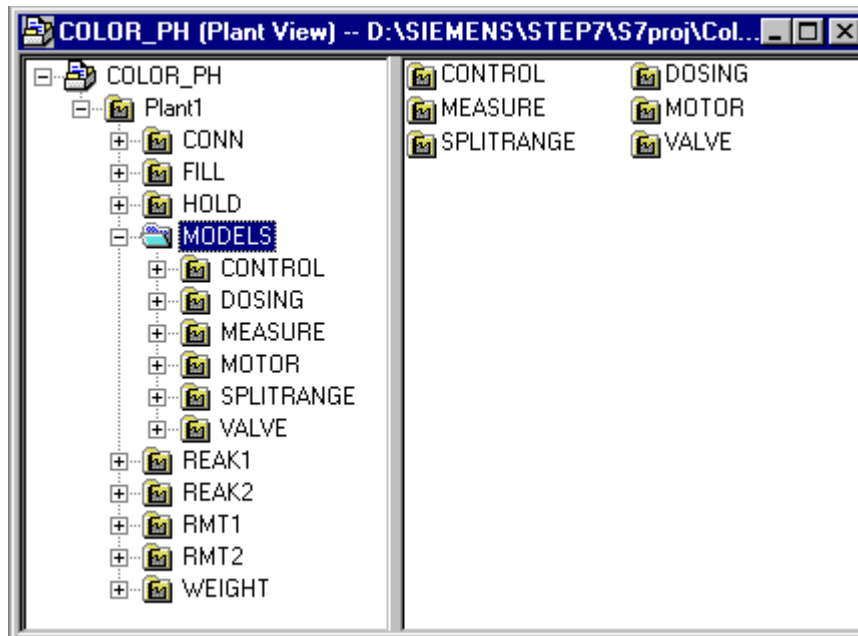 COLOR_PH (Plant View) -- D:\SIEMENS\STEP7\S7proj\Col...
COLOR_PH
Plant1
CONN
FILL
HOLD
MODELS
CONTROL
DOSING
MEASURE
MOTOR
SPLITRANGE
VALVE
REAK1
REAK2
RMT1
RMT2
WEIGHT
CONTROL DOSING
MEASURE MOTOR
SPLITRANGE VALVE